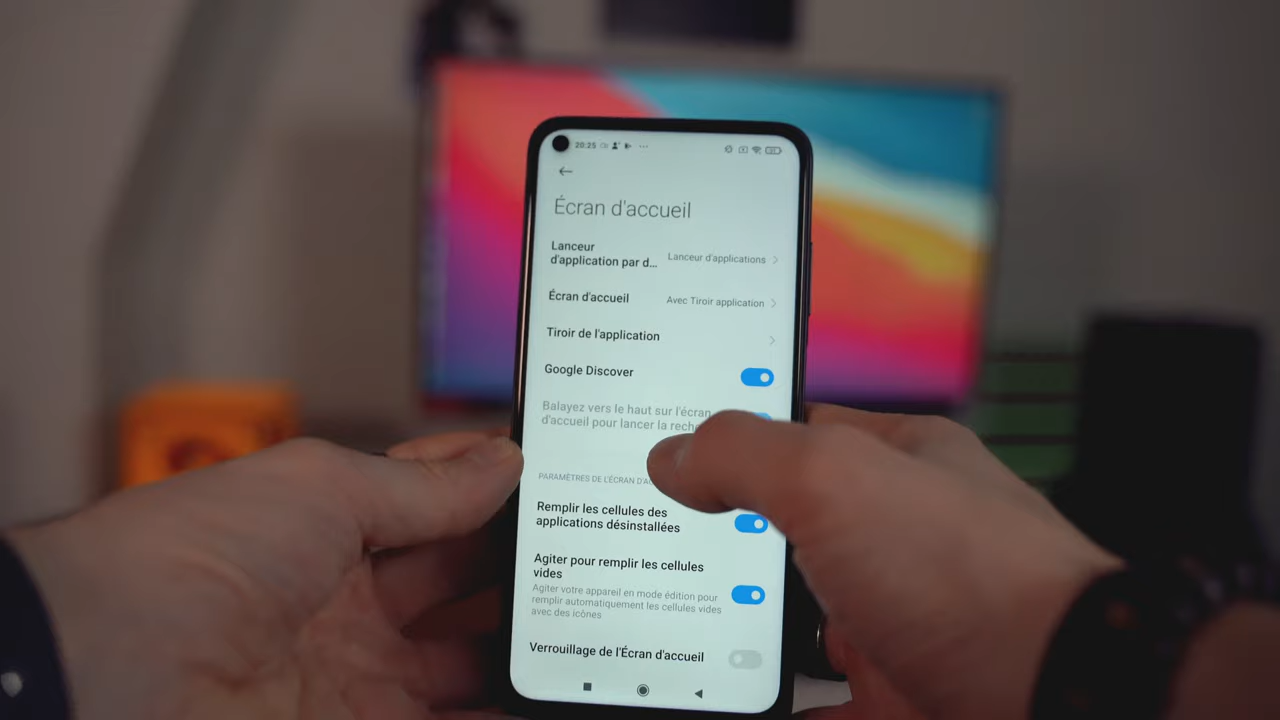 20:25
Écran d'accueil
Lanceur
d'application par d...
Lanceur d'applications
Écran d'accueil
Avec Tiroir application
Tiroir de l'application
Google Discover
Balayez vers le haut sur l'écran
d'accueil pour lancer la rech
PARAMÈTRES DE L'ÉCRAN D'A
Remplir les cellules des
applications désinstallées
Agiter pour remplir les cellules
vides
Agiter votre appareil en mode édition pour
remplir automatiquement les cellules vides
avec des icônes
Verrouillage de l'Écran d'accueil